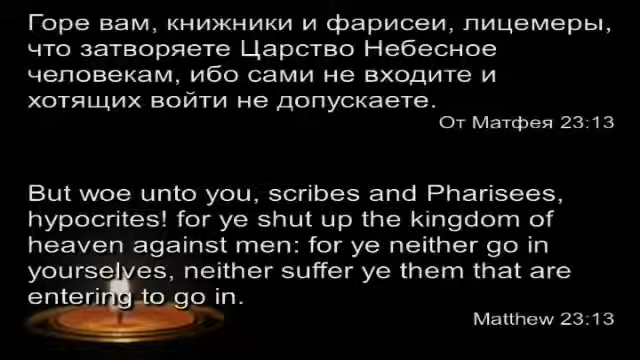 Горе вам, книжники и фарисеи, лицемеры,
что затворяете Царство Небесное
человекам, ибо сами не входите и
хотящих войти не допускаете.
От Матфея 23:13
But woe unto you, scribes and Pharisees,
hypocrites! for ye shut up the kingdom of
heaven against men: for ye neither go in
yourselves, neither suffer ye them that are
entering to go in.
Matthew 23:13